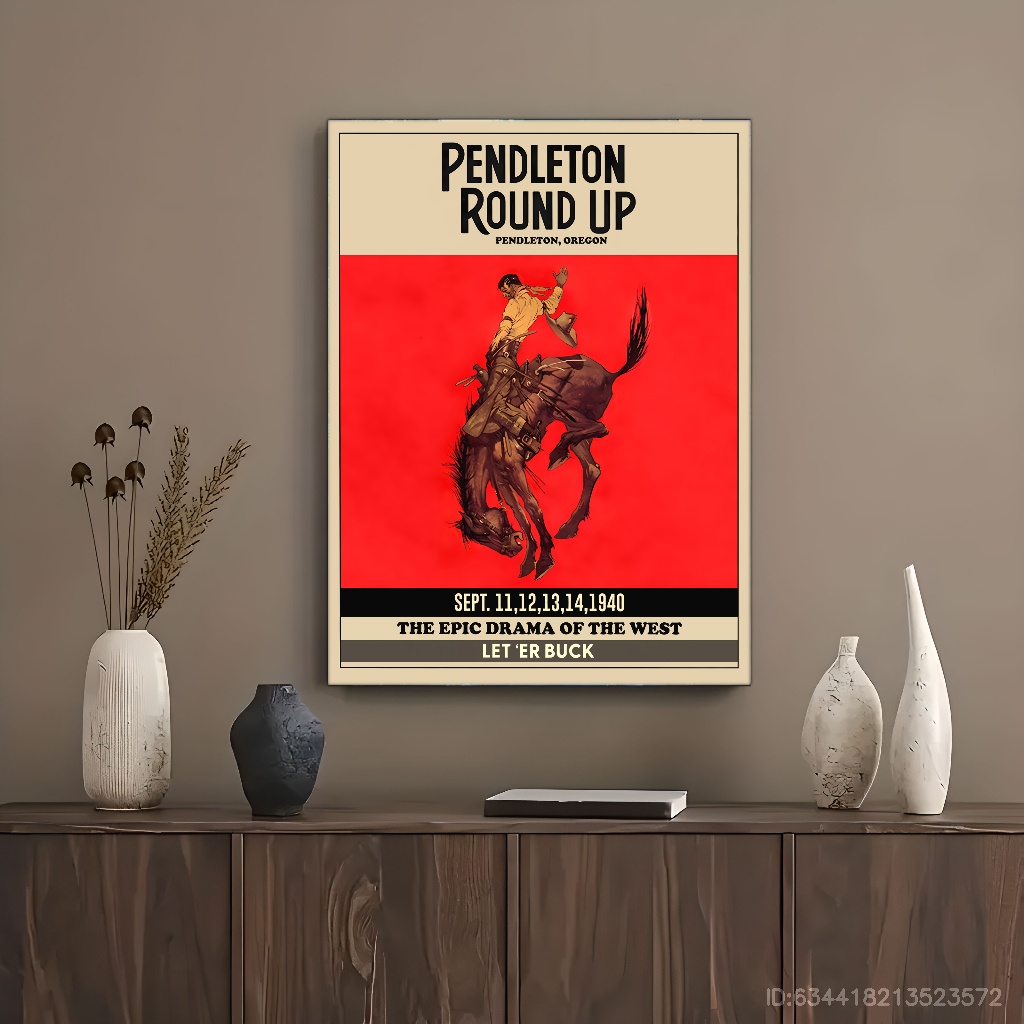 PENDLETON
ROUND UP
PENDLETON, OREGON
SEPT. 11,12,13,14,1940
THE EPIC DRAMA OF THE WEST
LET 'ER BUCK
ID:634418213523572